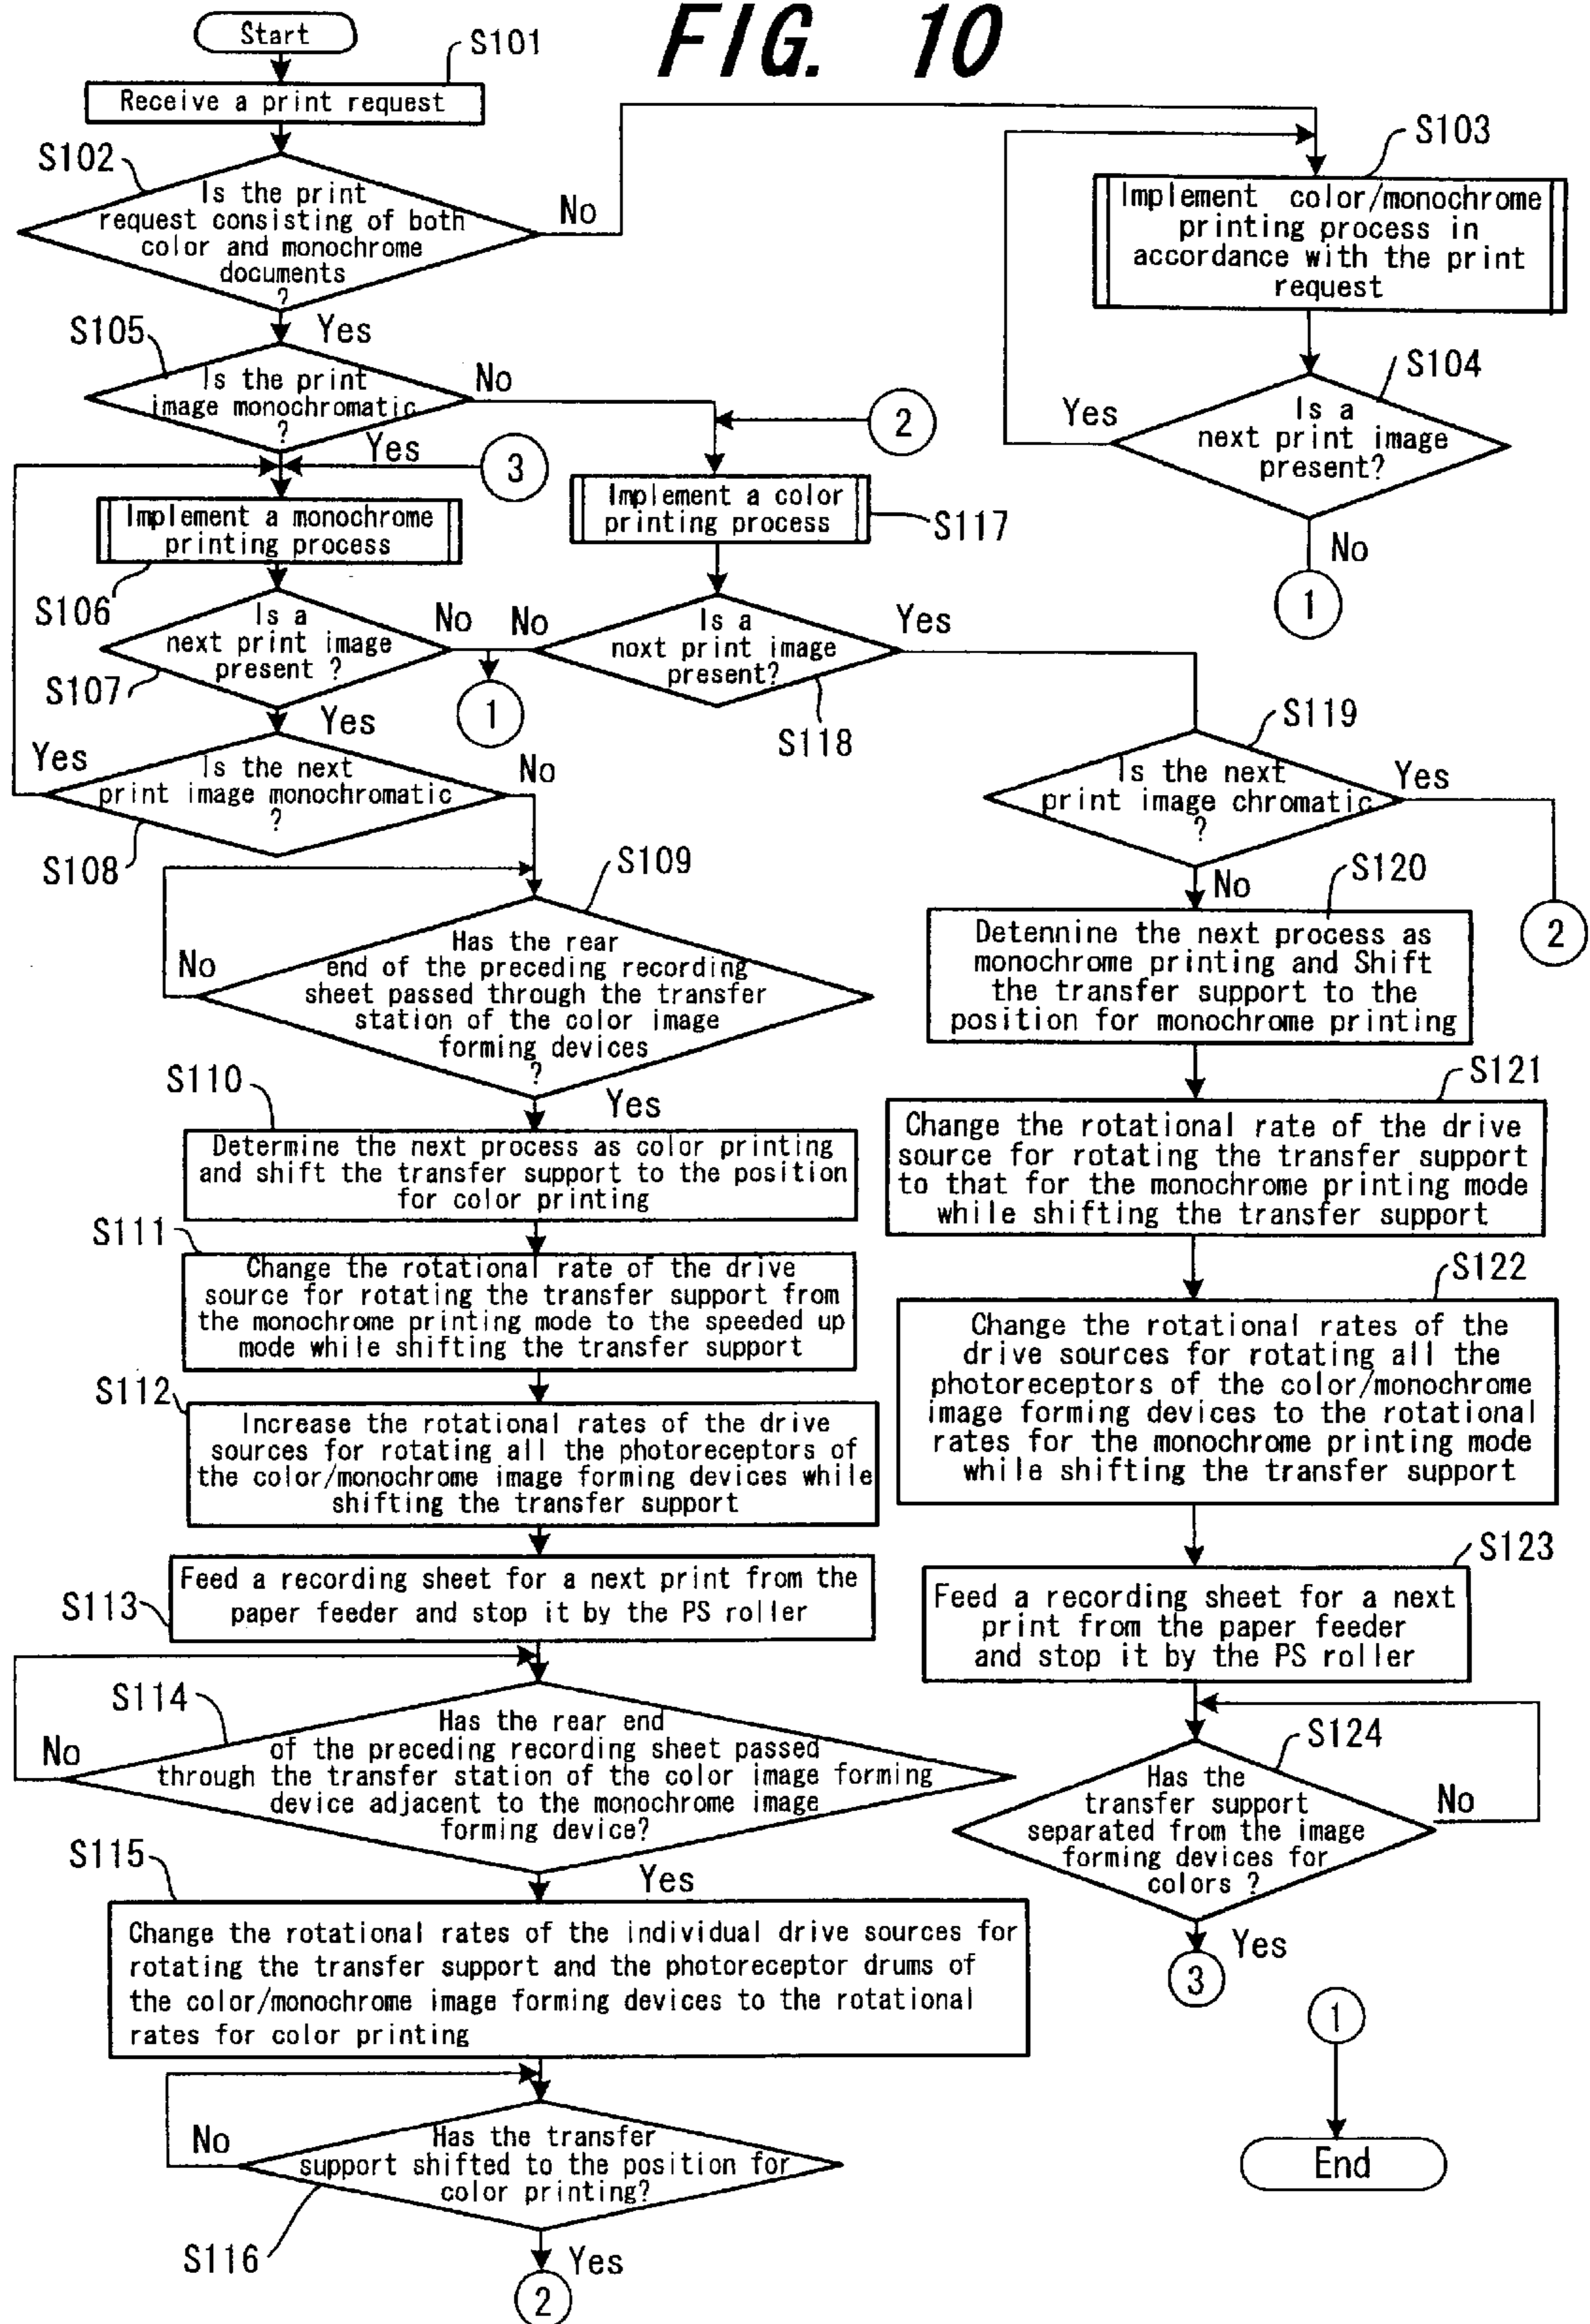 FIG. 10
Start
S101
Receive a print request
S102
Is the print
request consisting of both
color and monochrome
documents
?
No
Yes
S103
Implement color/monochrome
printing process in
accordance with the print
request
S104
Is a
next print image
present?
Yes
No
1
S105
Is the print
image monochromatic
?
No
Yes
2
3
Implement a monochrome
printing process
S106
Implement a color
printing process
S117
Is a
next print image
present ?
S107
No
Yes
No
1
Is a
noxt print image
present?
Yes
S118
Yes
Is the next
print image monochromatic
?
No
S108
S119
Is the next
print image chromatic
?
Yes
No
2
S109
Has the rear
end of the preceding recording
sheet passed through the transfer
station of the color image
forming devices
?
No
Yes
S110
Determine the next process as color printing
and shift the transfer support to the position
for color printing
S111
Change the rotational rate of the drive
source for rotating the transfer support from
the monochrome printing mode to the speeded up
mode while shifting the transfer support
S112
Increase the rotational rates of the drive
sources for rotating all the photoreceptors of
the color/monochrome image forming devices while
shifting the transfer support
S113
Feed a recording sheet for a next print from the
paper feeder and stop it by the PS roller
S114
Has the rear end
of the preceding recording sheet passed
through the transfer station of the color image forming
device adjacent to the monochrome image
forming device?
No
Yes
S115
Change the rotational rates of the individual drive sources for
rotating the transfer support and the photoreceptor drums of
the color/monochrome image forming devices to the rotational
rates for color printing
No
Has the transfer
support shifted to the position for
color printing?
S116
Yes
2
S120
Detennine the next process as
monochrome printing and Shift
the transfer support to the
position for monochrome printing
S121
Change the rotational rate of the drive
source for rotating the transfer support
to that for the monochrome printing mode
while shifting the transfer support
S122
Change the rotational rates of the
drive sources for rotating all the
photoreceptors of the color/monochrome
image forming devices to the rotational
rates for the monochrome printing mode
while shifting the transfer support
S123
Feed a recording sheet for a next
print from the paper feeder
and stop it by the PS roller
S124
Has the
transfer support
separated from the image
forming devices for
colors ?
No
Yes
3
1
End